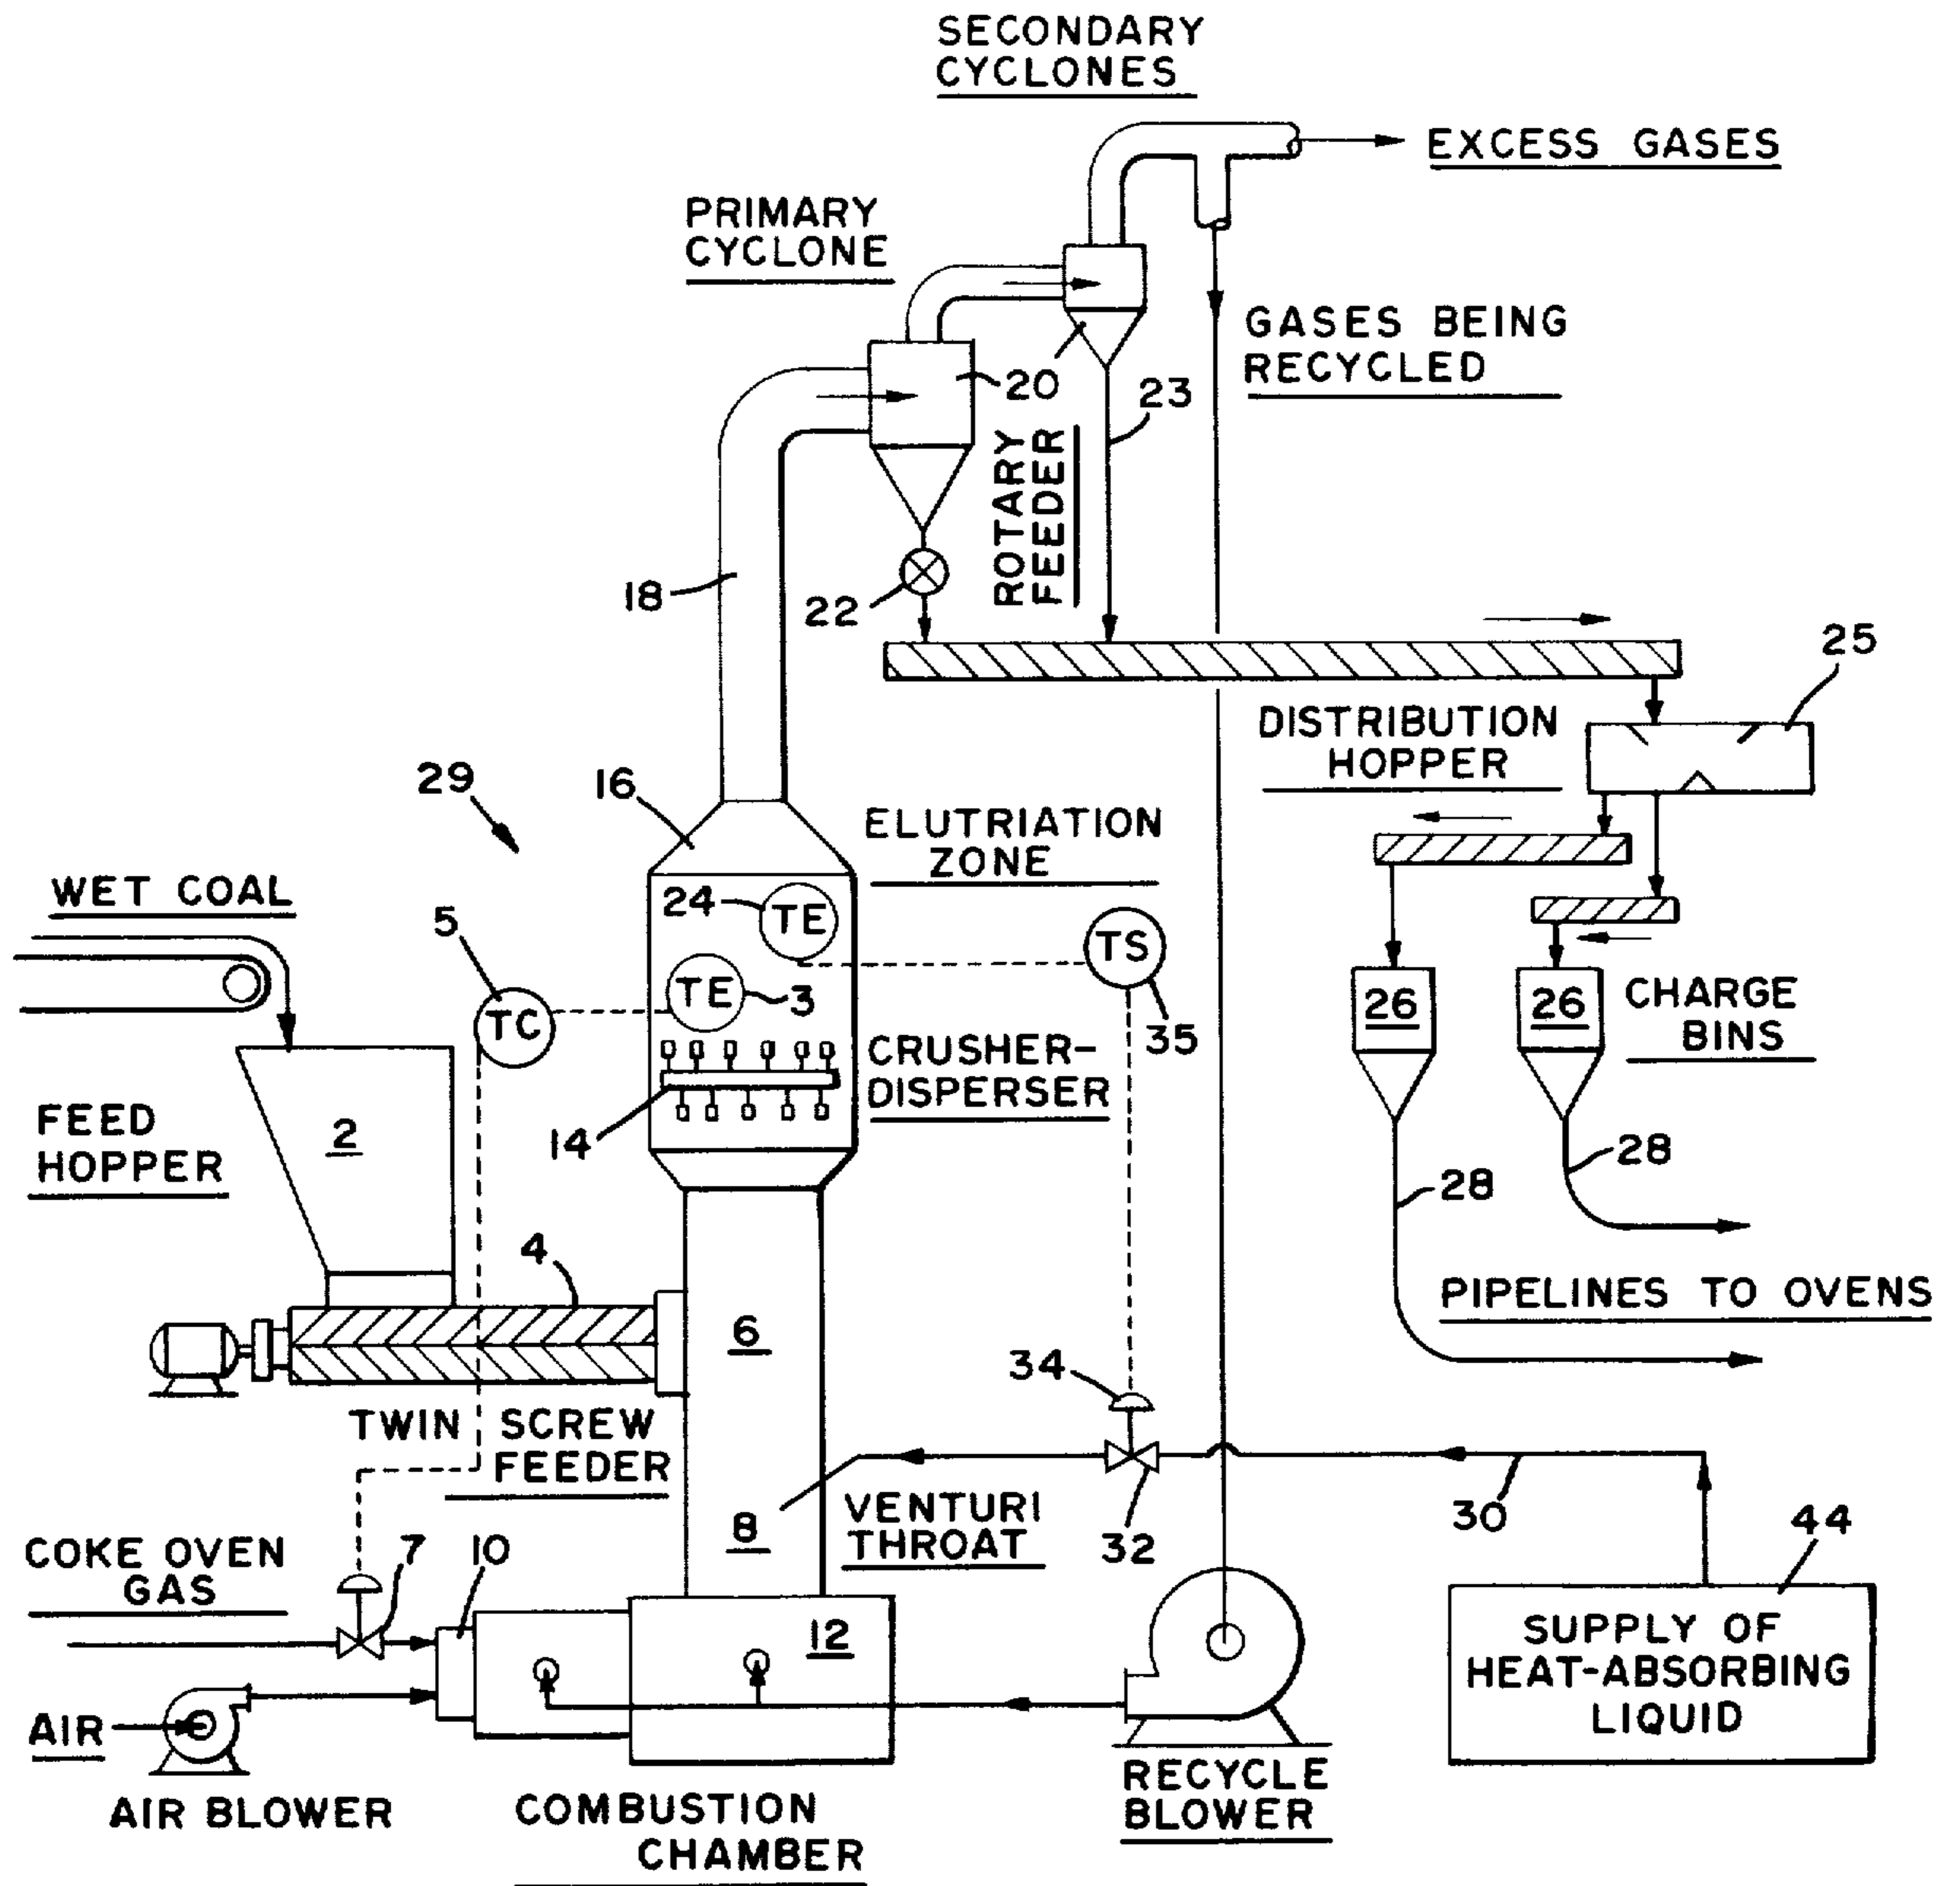 SECONDARY
CYCLONES
EXCESS GASES
PRIMARY
CYCLONE
GASES BEING
RECYCLED
20
23
ROTARY
FEEDER
18
22
25
DISTRIBUTION
HOPPER
29
16
ELUTRIATION
ZONE
WET COAL
24
TE
5
TS
TE
3
TC
35
26
26
CHARGE
BINS
CRUSHER-
DISPERSER
FEED
HOPPER
2
14
28
28
4
PIPELINES TO OVENS
6
34
TWIN SCREW
FEEDER
8
VENTURI
THROAT
32
30
44
COKE OVEN
GAS
7
10
12
SUPPLY OF
HEAT-ABSORBING
LIQUID
AIR
AIR BLOWER
COMBUSTION
CHAMBER
RECYCLE
BLOWER